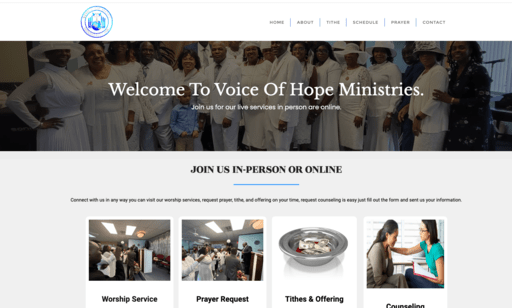 HOME ABOUT TITHE SCHEDULE PRAYER CONTACT
Welcome To Voice Of Hope Ministries.
Join us for our live services in person are online.
JOIN US IN-PERSON OR ONLINE
Connect with us in any way you can visit our worship services, request prayer, tithe, and offering on your time, request counseling is easy just fill out the form and sent us your information.
Worship Service Prayer Request Tithes & Offering Counseling